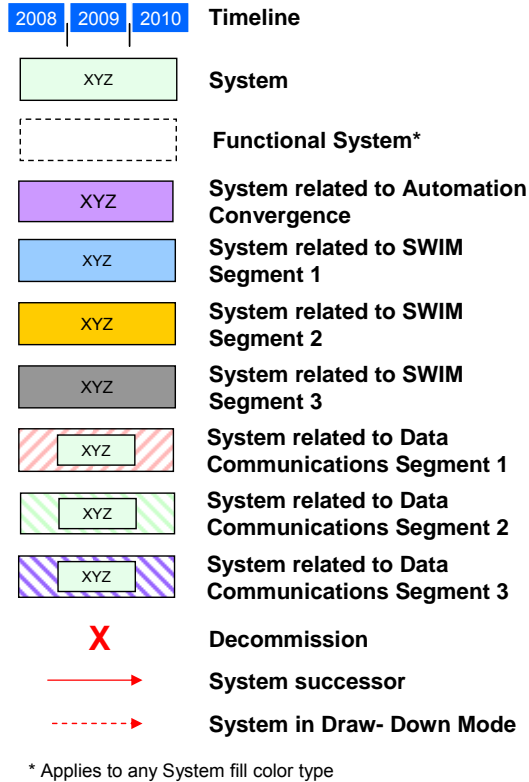 2008 2009 2010 Timeline
XYZ System
Functional System*
XYZ System related to Automation
Convergence
XYZ System related to SWIM
Segment 1
XYZ System related to SWIM
Segment 2
XYZ System related to SWIM
Segment 3
XYZ System related to Data
Communications Segment 1
XYZ System related to Data
Communications Segment 2
XYZ System related to Data
Communications Segment 3
X Decommission
System successor
System in Draw- Down Mode
* Applies to any System fill color type